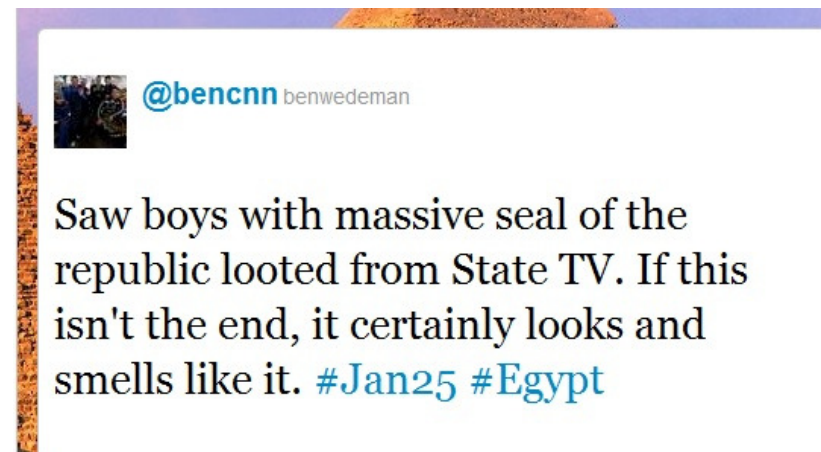 @bencnn benwedeman
Saw boys with massive seal of the
republic looted from State TV. If this
isn't the end, it certainly looks and
smells like it. #Jan25 #Egypt